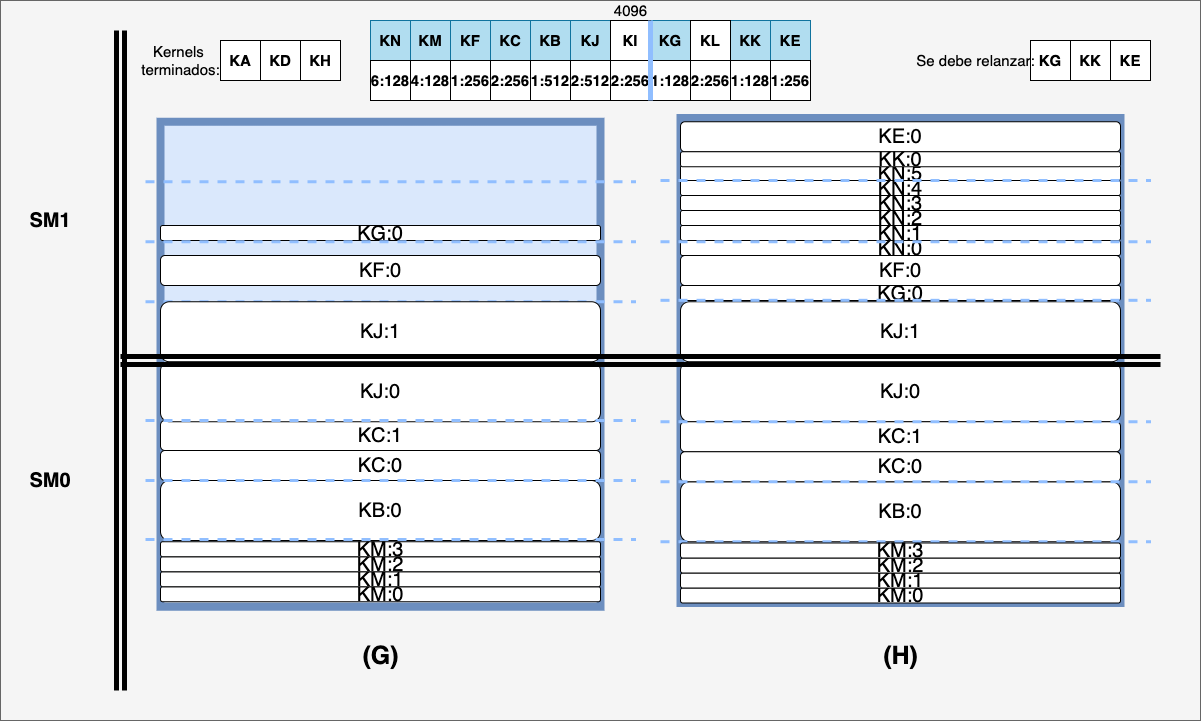 4096
Kernels
terminados:
KA KD KH
KN KM KF KC KB KJ KI KG KL KK KE
6:128 4:128 1:256 2:256 1:512 2:512 2:256 1:128 2:256 1:128 1:256
Se debe relanzar: KG KK KE
SM1
KG:0
KF:0
KJ:1
KE:0
KK:0
KN:5
KN:4
KN:3
KN:2
KN:1
KN:0
KF:0
KG:0
KJ:1
SM0
KJ:0
KC:1
KC:0
KB:0
KM:3
KM:2
KM:1
KM:0
KJ:0
KC:1
KC:0
KB:0
KM:3
KM:2
KM:1
KM:0
(G)
(H)